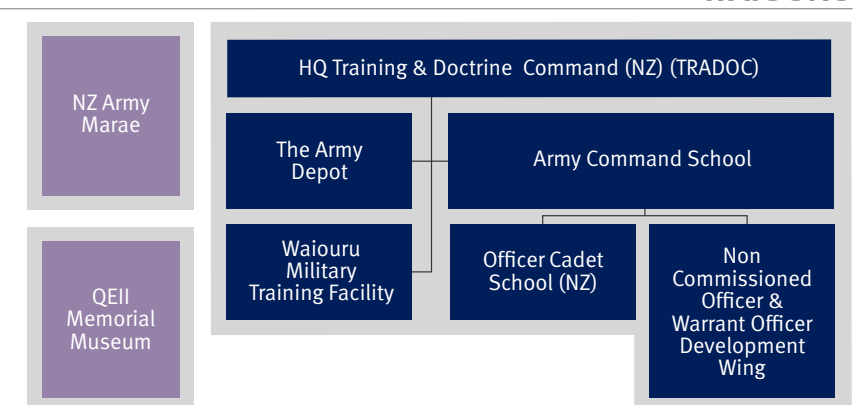 HQ Training & Doctrine Command (NZ) (TRADOC)
NZ Army
Marae
The Army
Depot
Army Command School
Waiouru
Military
Training Facility
Officer Cadet
School (NZ)
Non
Commissioned
Officer &
Warrant Officer
Development
Wing
QEII
Memorial
Museum